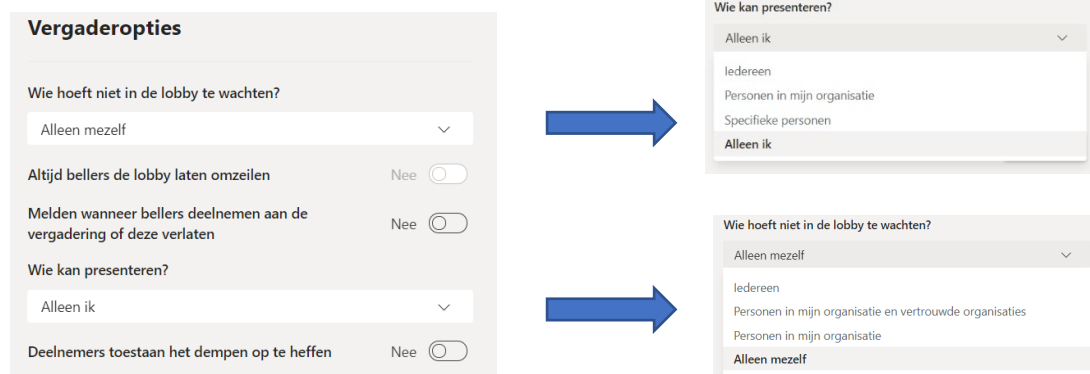 Vergaderopties
Wie hoeft niet in de lobby te wachten?
Alleen mezelf
Altijd bellers de lobby laten omzeilen
Nee
Melden wanneer bellers deelnemen aan de
vergadering of deze verlaten
Nee
Wie kan presenteren?
Alleen ik
Deelnemers toestaan het dempen op te heffen
Nee
Wie kan presenteren?
Alleen ik
Iedereen
Personen in mijn organisatie
Specifieke personen
Alleen ik
Wie hoeft niet in de lobby te wachten?
Alleen mezelf
Iedereen
Personen in mijn organisatie en vertrouwde organisaties
Personen in mijn organisatie
Alleen mezelf